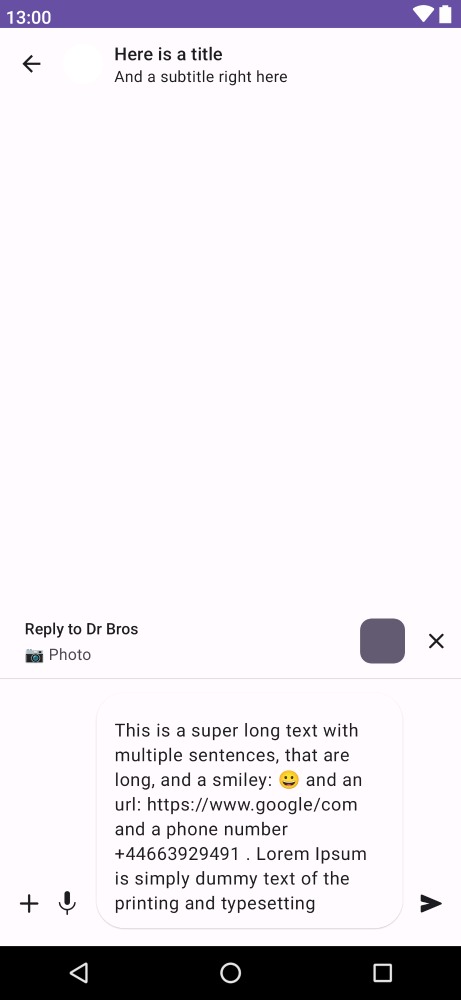 13:00
Here is a title
And a subtitle right here
Reply to Dr Bros
📷 Photo
This is a super long text with
multiple sentences, that are
long, and a smiley: 😀 and an
url: https://www.google/com
and a phone number
+44663929491 . Lorem Ipsum
is simply dummy text of the
printing and typesetting